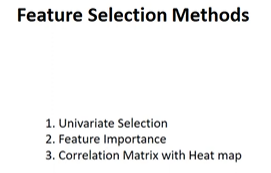 Feature Selection Methods
1. Univariate Selection
2. Feature Importance
3. Correlation Matrix with Heat map